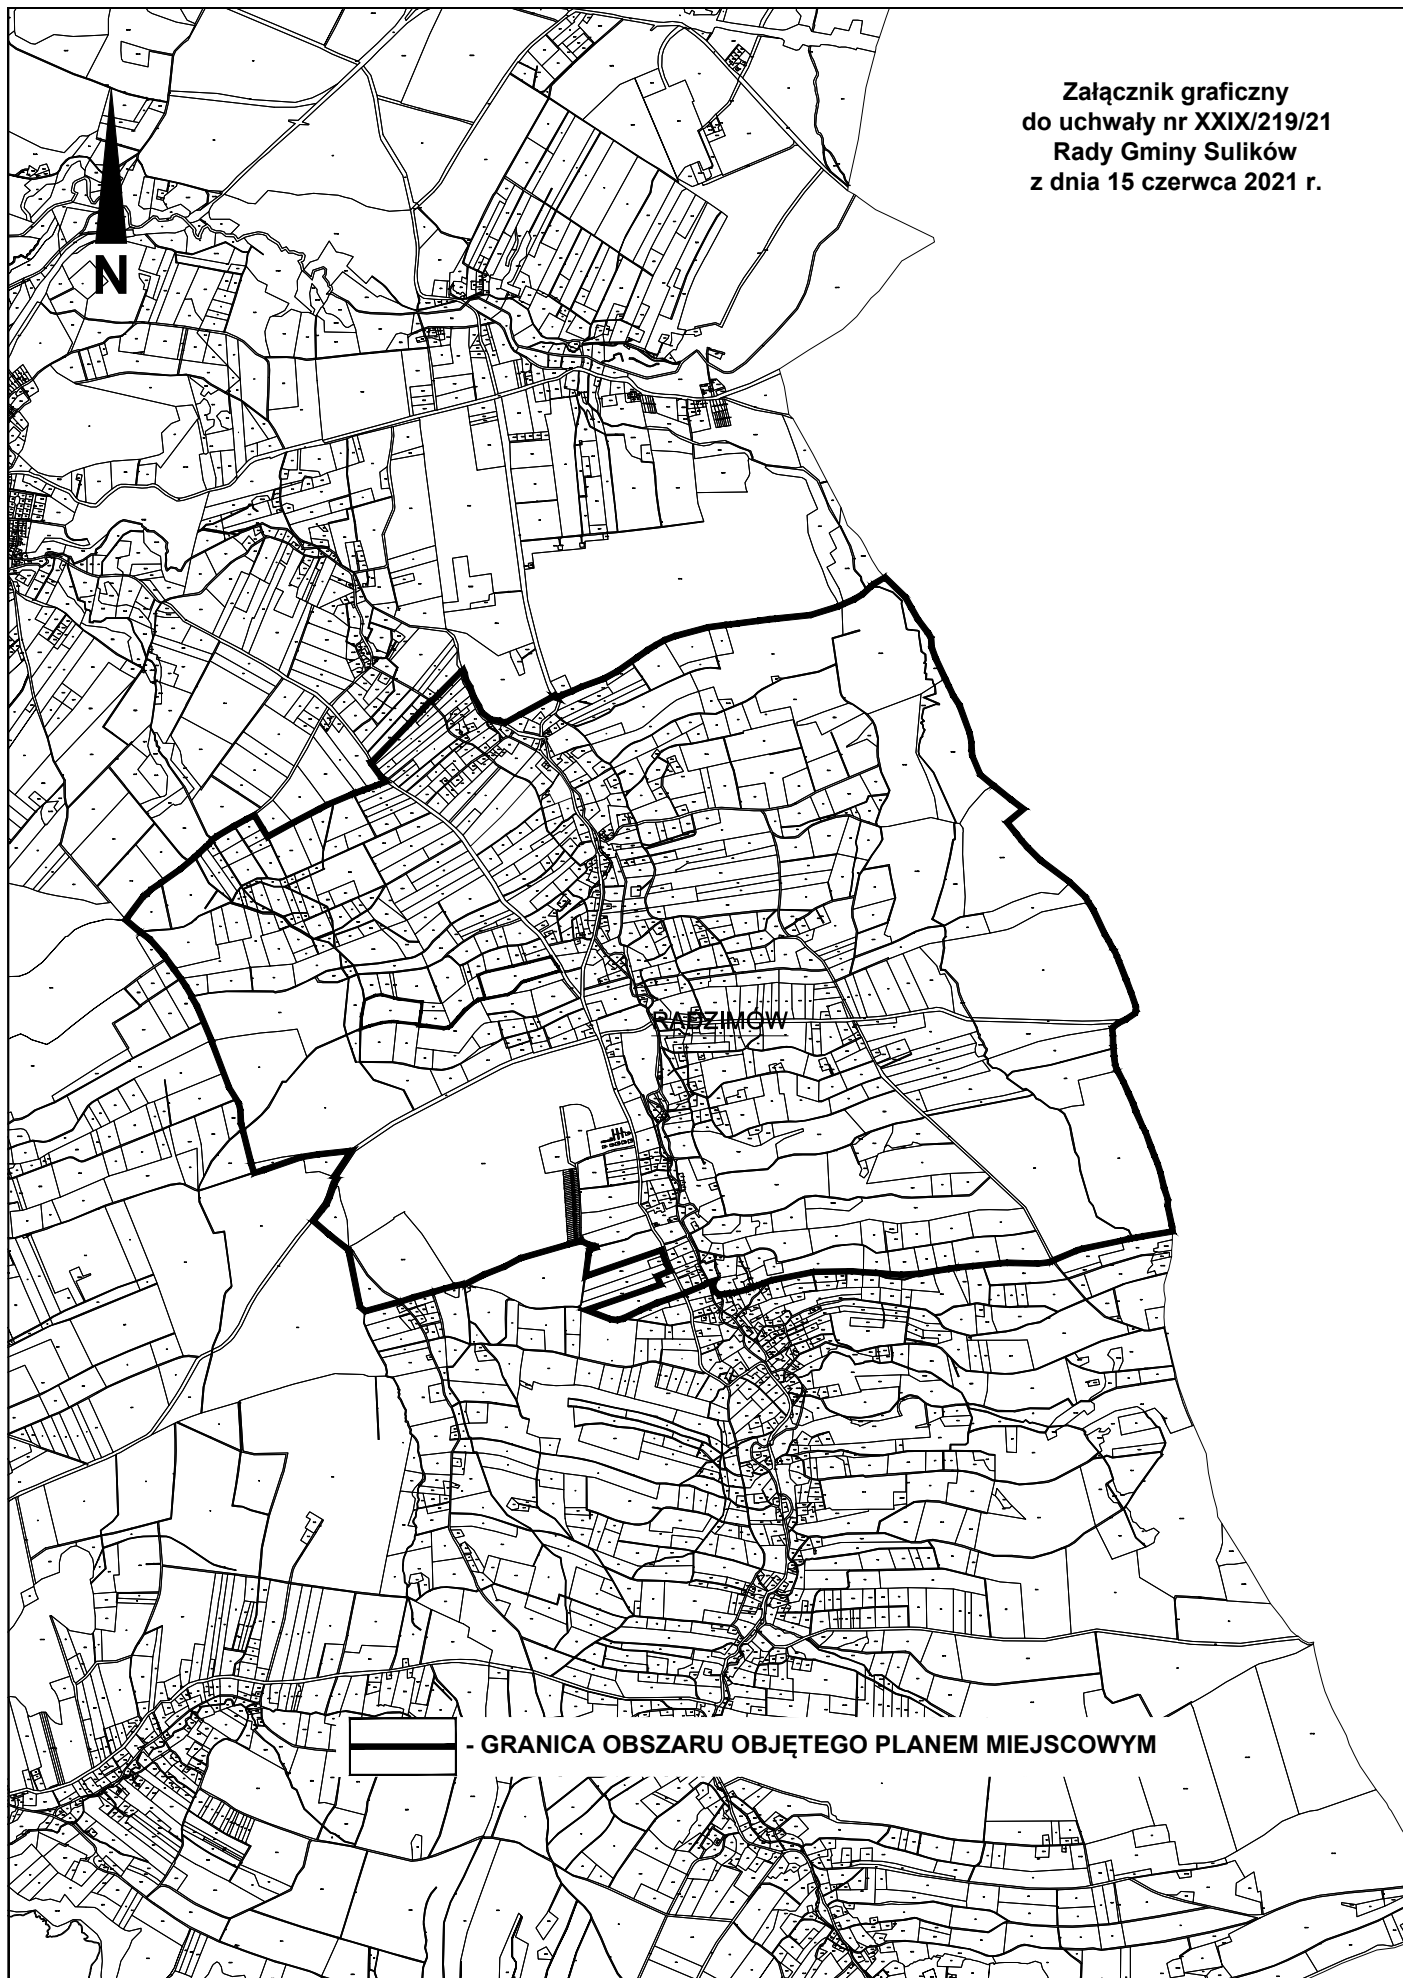 Załącznik graficzny
do uchwały nr XXIX/219/21
Rady Gminy Sulików
z dnia 15 czerwca 2021 r.
N
RADZIMÓW
- GRANICA OBSZARU OBJĘTEGO PLANEM MIEJSCOWYM